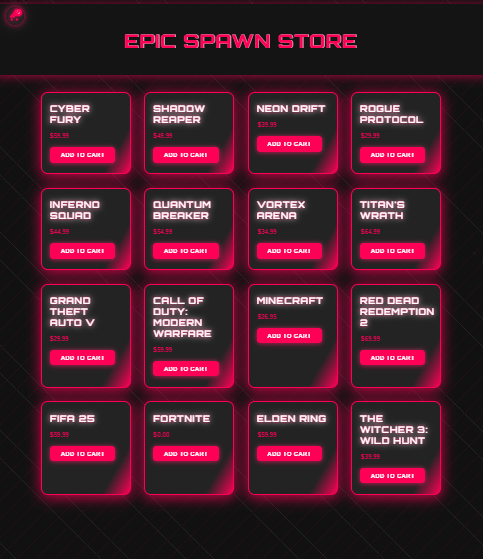 EPIC SPAWN STORE
CYBER
FURY
$59.99
ADD TO CART
SHADOW
REAPER
$49.99
ADD TO CART
NEON DRIFT
$39.99
ADD TO CART
ROGUE
PROTOCOL
$29.99
ADD TO CART
INFERNO
SQUAD
$44.99
ADD TO CART
QUANTUM
BREAKER
$54.99
ADD TO CART
VORTEX
ARENA
$34.99
ADD TO CART
TITAN'S
WRATH
$64.99
ADD TO CART
GRAND
THEFT
AUTO V
$29.99
ADD TO CART
CALL OF
DUTY:
MODERN
WARFARE
$59.99
ADD TO CART
MINECRAFT
$26.95
ADD TO CART
RED DEAD
REDEMPTION
2
ADD TO CART
FIFA 25
ADD TO CART
FORTNITE
$0.00
ADD TO CART
ELDEN RING
$59.99
ADD TO CART
THE
WITCHER 3:
WILD HUNT
$39.99
ADD TO CART